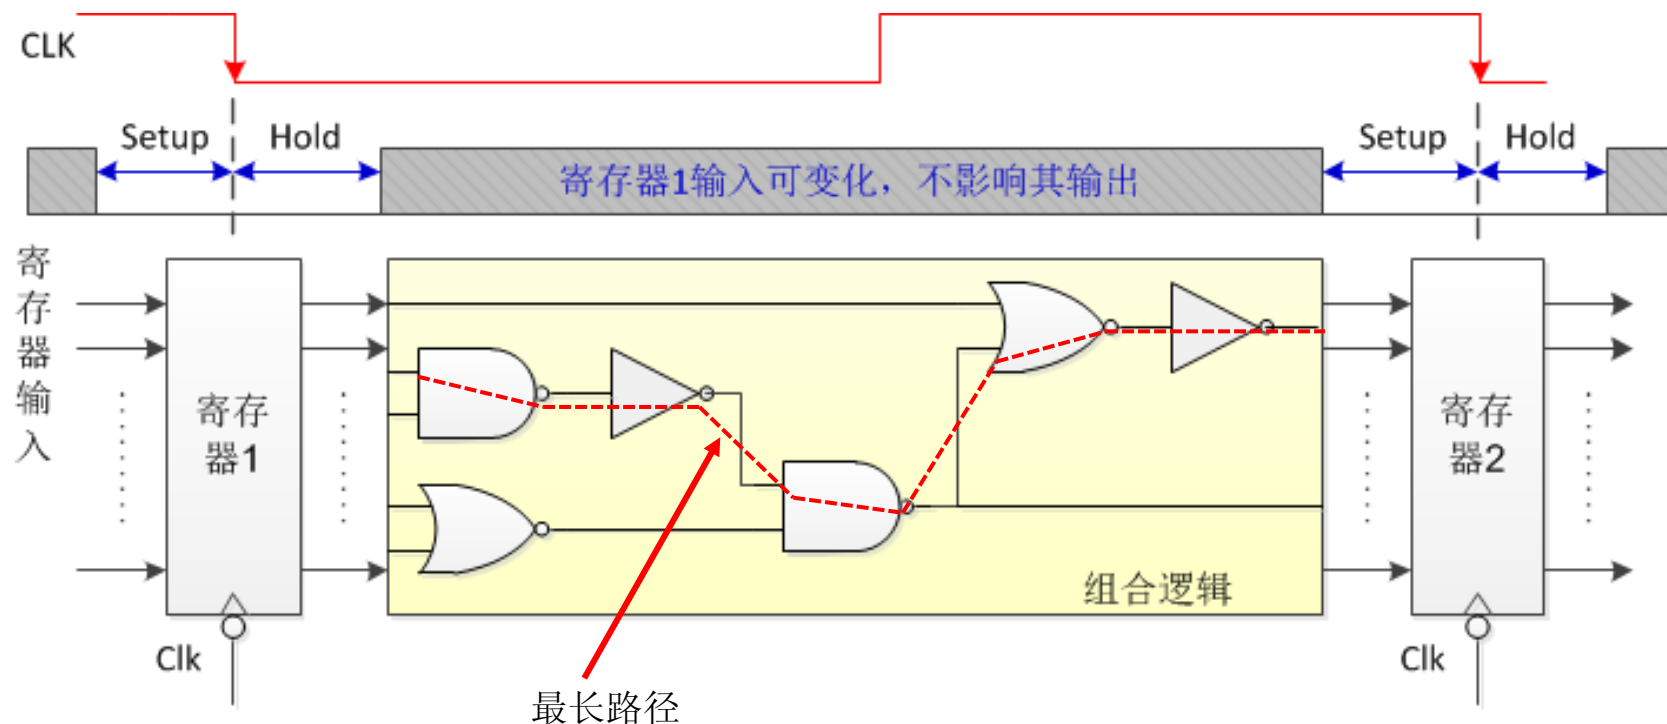 CLK
Setup
Hold
Setup
Hold
寄存器1输入可变化，不影响其输出
寄存器输入
寄存
器1
寄存
器2
组合逻辑
Clk
Clk
最长路径